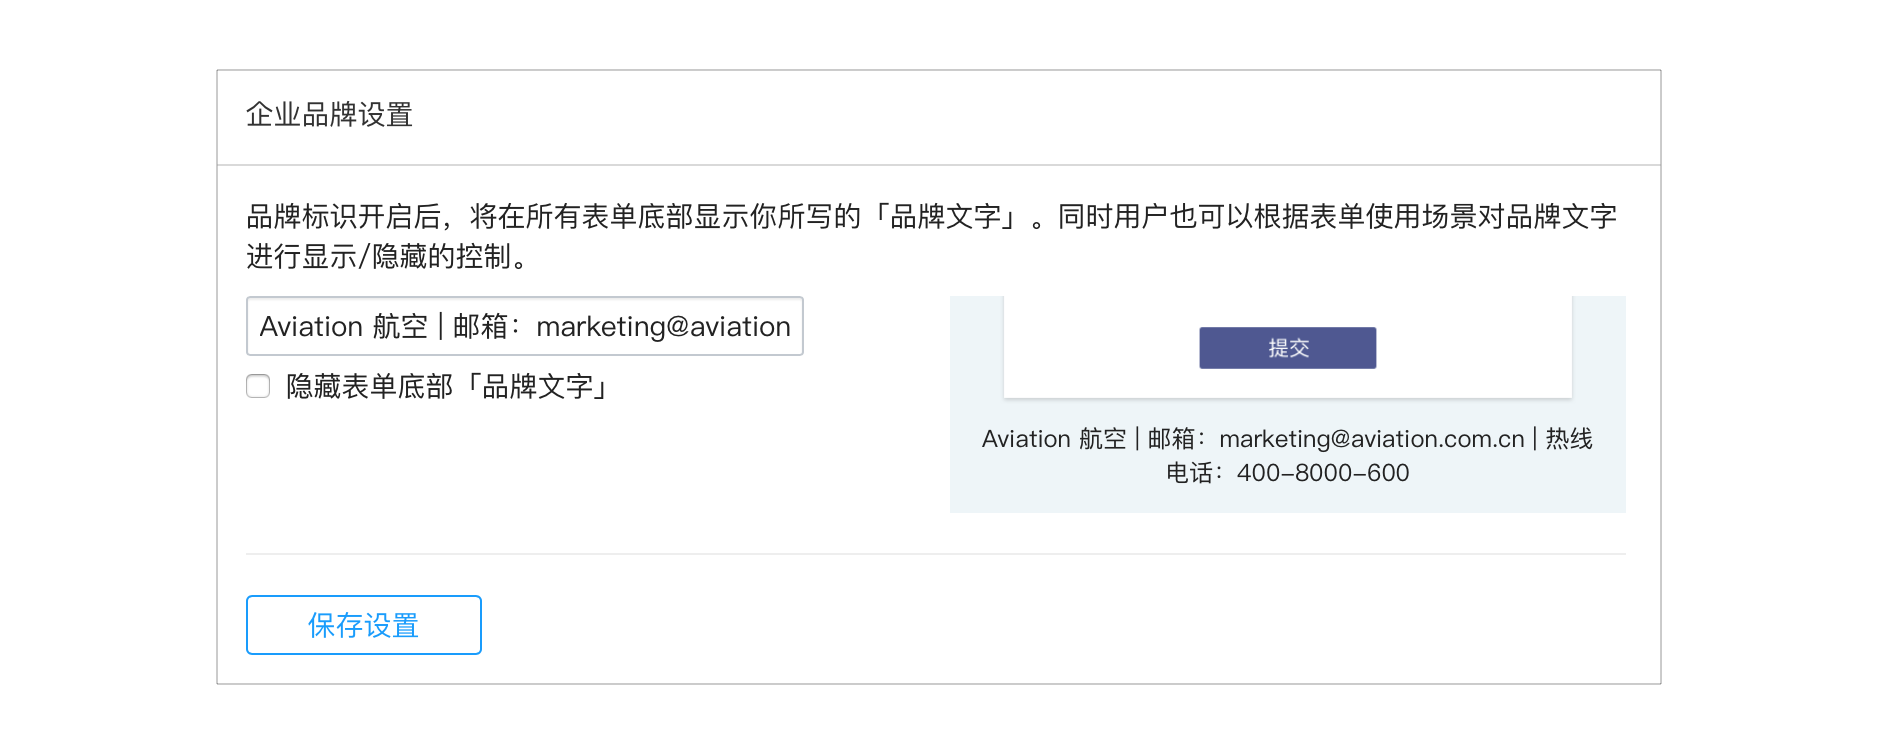 企业品牌设置
品牌标识开启后，将在所有表单底部显示你所写的「品牌文字」。同时用户也可以根据表单使用场景对品牌文字
进行显示/隐藏的控制。
Aviation 航空 | 邮箱：marketing@aviation
隐藏表单底部「品牌文字」
提交
Aviation 航空 | 邮箱：marketing@aviation.com.cn | 热线
电话：400-8000-600
保存设置